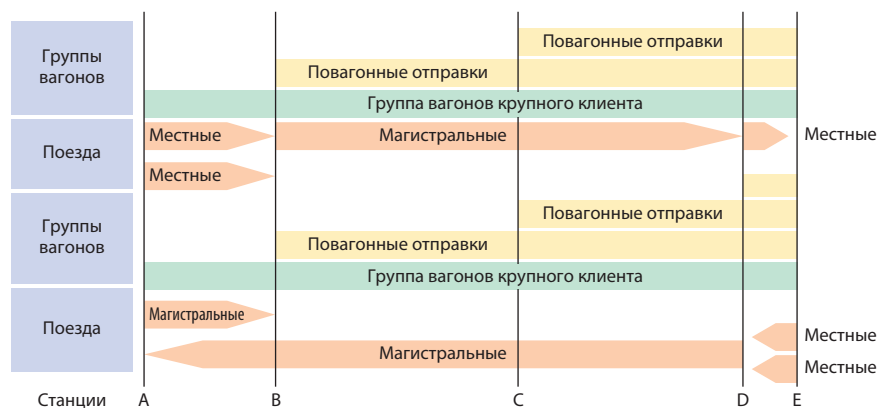 Группы
вагонов
Повагонные отправки
Повагонные отправки
Группа вагонов крупного клиента
Поезда
Местные
Магистральные
Местные
Местные
Группы
вагонов
Повагонные отправки
Повагонные отправки
Группа вагонов крупного клиента
Поезда
Магистральные
Местные
Магистральные
Местные
Станции A B C D E